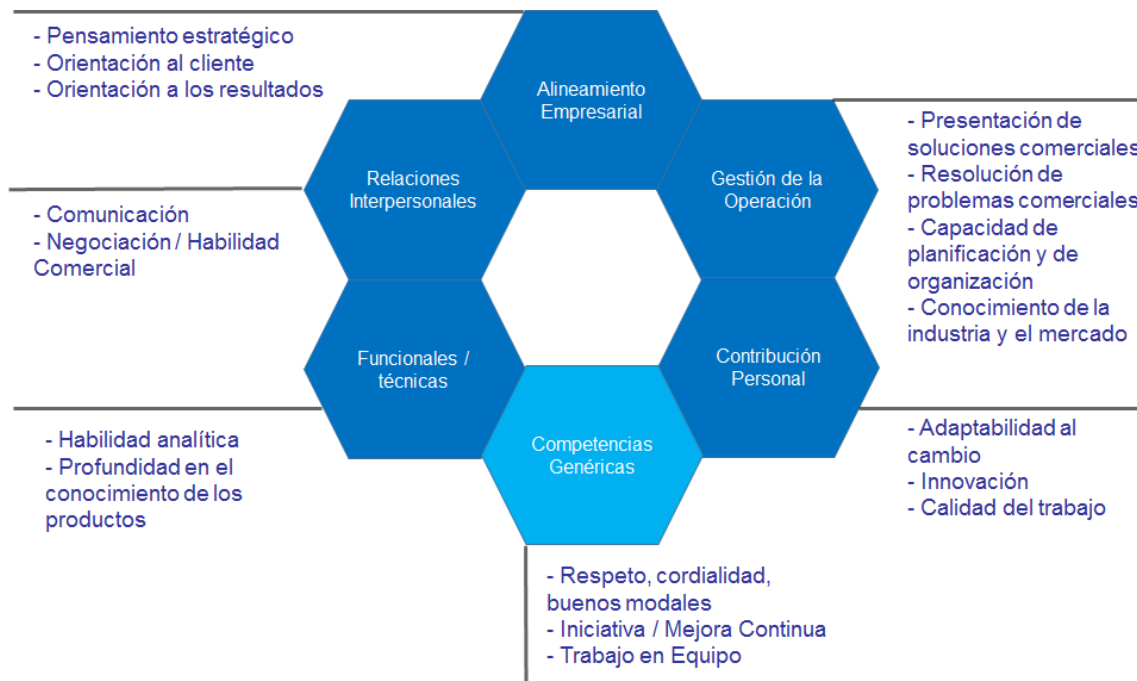 - Pensamiento estratégico
- Orientación al cliente
- Orientación a los resultados
Alineamiento
Empresarial
- Presentación de
soluciones comerciales
- Resolución de
problemas comerciales
- Capacidad de
planificación y de
organización
- Conocimiento de la
industria y el mercado
Relaciones
Interpersonales
Gestión de la
Operación
- Comunicación
- Negociación / Habilidad
Comercial
Funcionales /
técnicas
Contribución
Personal
- Habilidad analítica
- Profundidad en el
conocimiento de los
productos
Competencias
Genéricas
- Adaptabilidad al
cambio
- Innovación
- Calidad del trabajo
- Respeto, cordialidad,
buenos modales
- Iniciativa / Mejora Continua
- Trabajo en Equipo